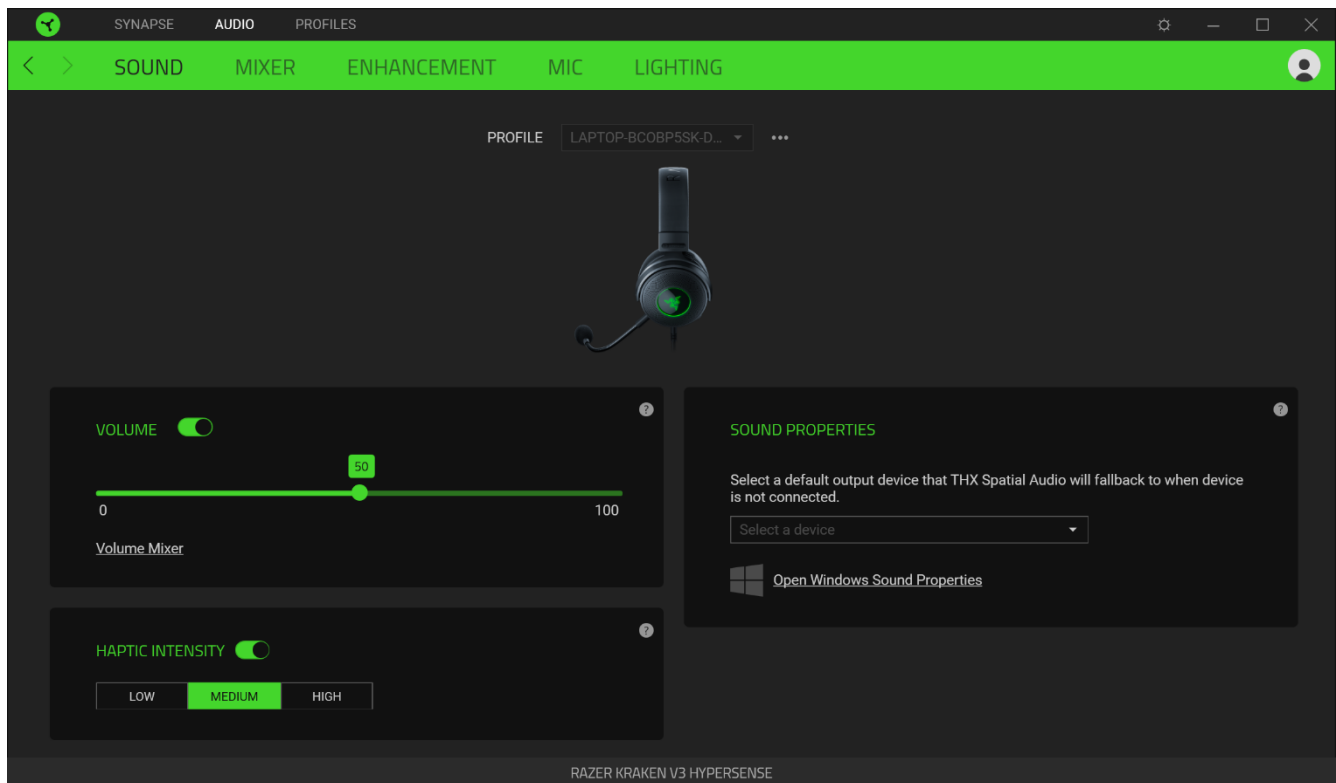 SYNAPSE AUDIO PROFILES
SOUND MIXER ENHANCEMENT MIC LIGHTING
PROFILE LAPTOP-BCOBP5SK-D... 
VOLUME
?
50
0 100
Volume Mixer
SOUND PROPERTIES
?
Select a default output device that THX Spatial Audio will fallback to when device
is not connected.
Select a device
Open Windows Sound Properties
HAPTIC INTENSITY
?
LOW MEDIUM HIGH
RAZER KRAKEN V3 HYPERSENSE